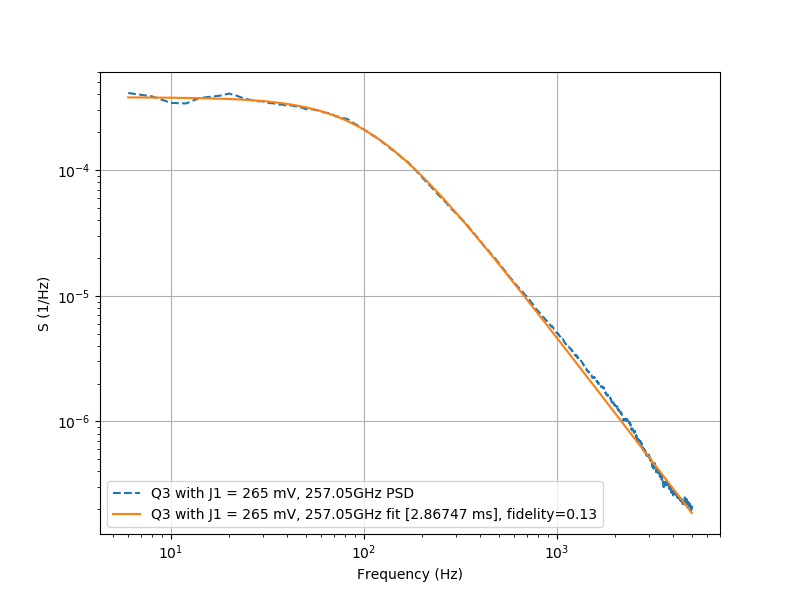 S (1/Hz)
10⁻⁴
10⁻⁵
10⁻⁶
Q3 with J1 = 265 mV, 257.05GHz PSD
Q3 with J1 = 265 mV, 257.05GHz fit [2.86747 ms], fidelity=0.13
10¹ 10² 10³
Frequency (Hz)